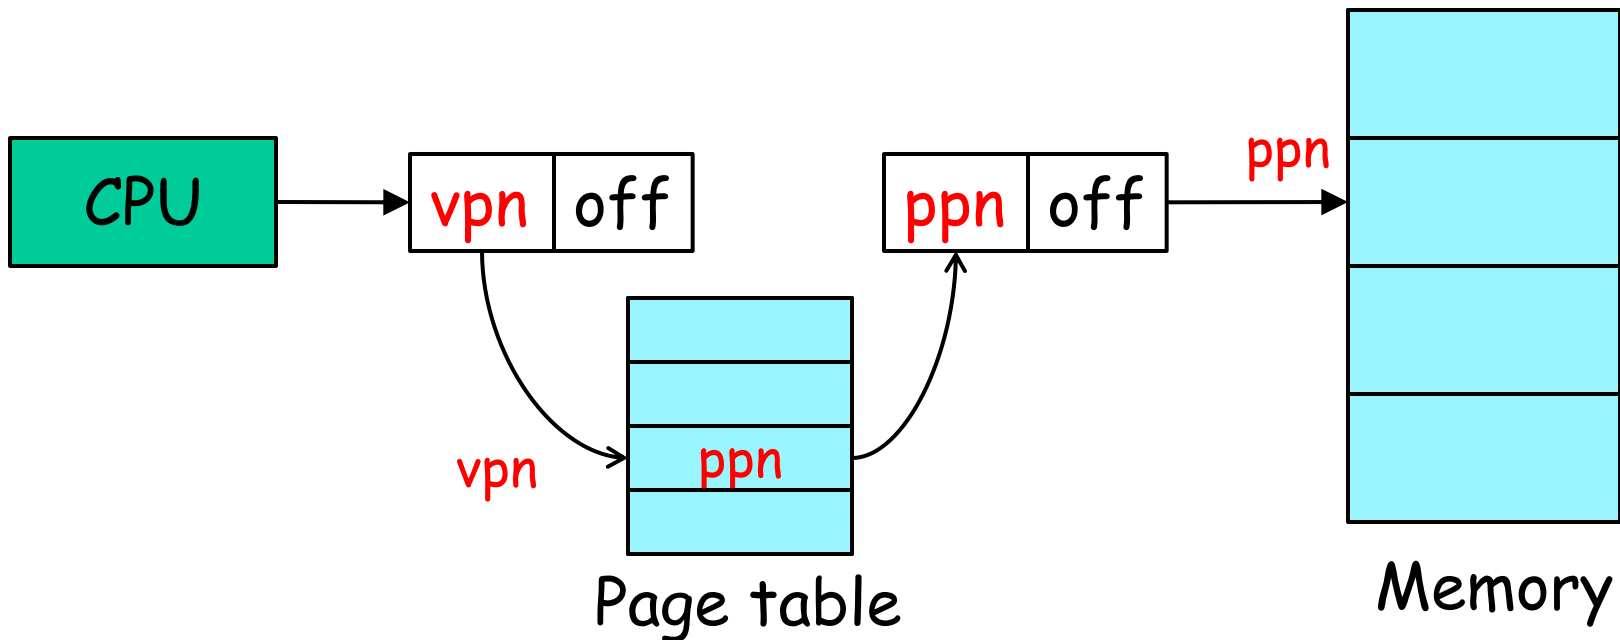 CPU
vpn off
ppn off
ppn
vpn
ppn
Page table
Memory